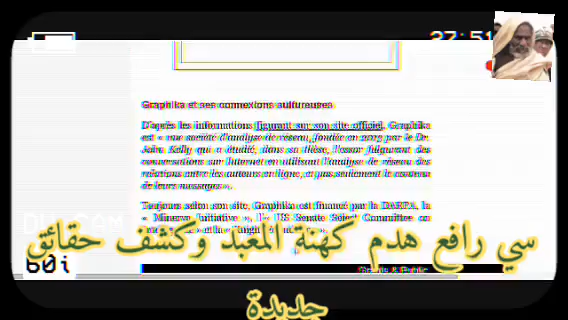 37:51
Graphika et ses connexions sulfureuses
D'après les informations figurant sur son site officiel, Graphika
est « une société d'analyse de réseau, fondée en 2013 par le Dr.
John Kelly qui a étudié, dans sa thèse, l'essor fulgurant des
conversations sur Internet en utilisant l'analyse de réseau des
relations entre les auteurs en ligne, et pas seulement le contenu
de leurs messages ».
Toujours selon son site, Graphika est financé par la DARPA, la
« Minerva Initiative », l'« US Senate Select Committee on
سي رافع هدم كهنة المعبد وكشف حقائق
60i
جديدة